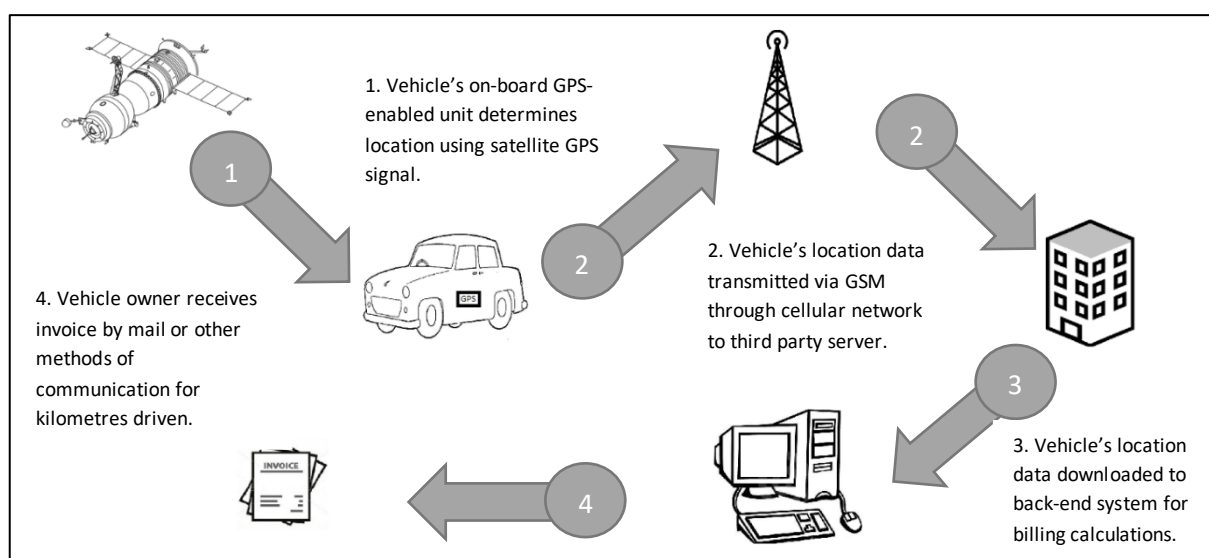 1. Vehicle’s on-board GPS-
enabled unit determines
location using satellite GPS
signal.
1
2
2
GPS
2. Vehicle’s location data
transmitted via GSM
through cellular network
to third party server.
4. Vehicle owner receives
invoice by mail or other
methods of
communication for
kilometres driven.
3
3. Vehicle’s location
data downloaded to
back-end system for
billing calculations.
INVOICE
4